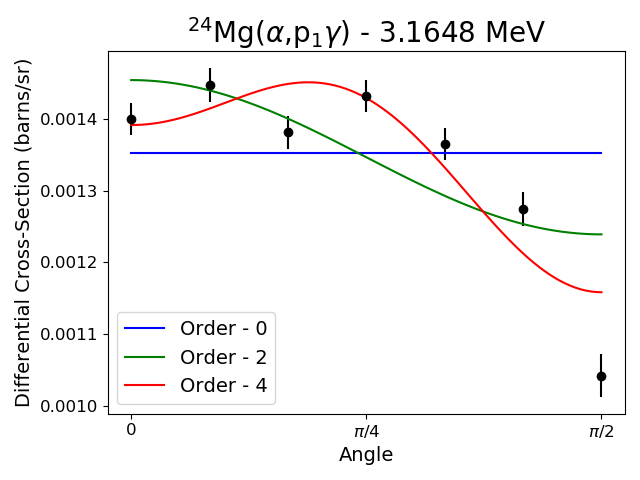 ²⁴Mg(α,p₁γ) - 3.1648 MeV
Differential Cross-Section (barns/sr)
0.0014
0.0013
0.0012
0.0011
0.0010
Order - 0
Order - 2
Order - 4
0
π/4
π/2
Angle